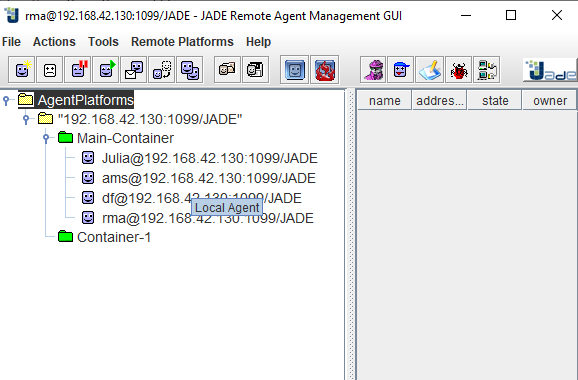 rma@192.168.42.130:1099/JADE - JADE Remote Agent Management GUI
File Actions Tools Remote Platforms Help
Jade
AgentPlatforms
"192.168.42.130:1099/JADE"
Main-Container
Julia@192.168.42.130:1099/JADE
ams@192.168.42.130:1099/JADE
df@192.168.42.130:1099/JADE
Local Agent
rma@192.168.42.130:1099/JADE
Container-1
name addres... state owner